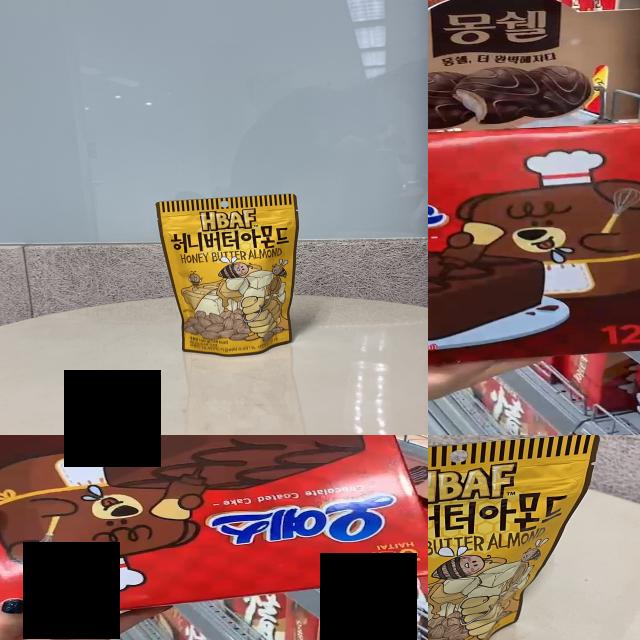 몽쉘
몽쉘, 더 완벽해지다
HBAF
허니버터아몬드
HONEY BUTTER ALMOND
12
오예스
Chocolate Coated Cake
HAITAI
HBAF™
버터아몬드
BUTTER ALMOND